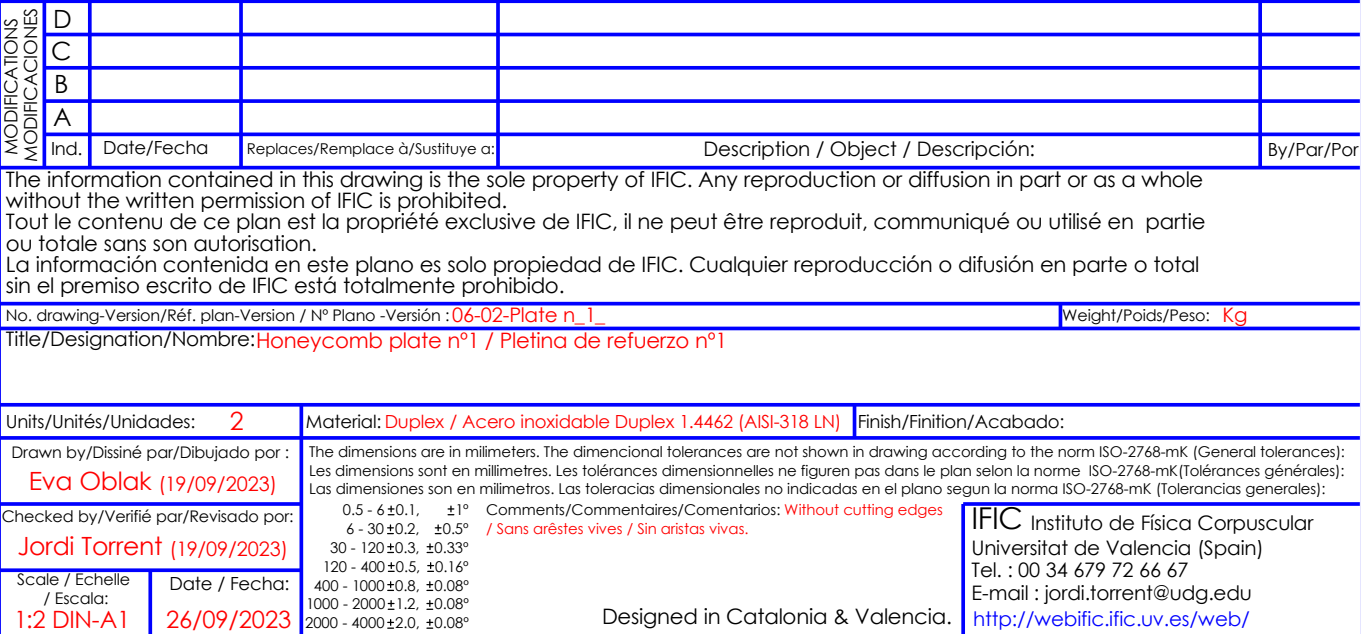 MODIFICATIONS
MODIFICACIONES
D
C
B
A
Ind. Date/Fecha Replaces/Remplace à/Sustituye a: Description / Object / Descripción: By/Par/Por
The information contained in this drawing is the sole property of IFIC. Any reproduction or diffusion in part or as a whole
without the written permission of IFIC is prohibited.
Tout le contenu de ce plan est la propriété exclusive de IFIC, il ne peut être reproduit, communiqué ou utilisé en partie
ou totale sans son autorisation.
La información contenida en este plano es solo propiedad de IFIC. Cualquier reproducción o difusión en parte o total
sin el premiso escrito de IFIC está totalmente prohibido.
No. drawing-Version/Réf. plan-Version / Nº Plano -Versión : 06-02-Plate n_1_ Weight/Poids/Peso: Kg
Title/Designation/Nombre: Honeycomb plate nº1 / Pletina de refuerzo nº1
Units/Unités/Unidades: 2 Material: Duplex / Acero inoxidable Duplex 1.4462 (AISI-318 LN) Finish/Finition/Acabado:
Drawn by/Dissiné par/Dibujado por :
Eva Oblak (19/09/2023)
The dimensions are in milimeters. The dimencional tolerances are not shown in drawing according to the norm ISO-2768-mK (General tolerances):
Les dimensions sont en millimetres. Les tolérances dimensionnelles ne figuren pas dans le plan selon la norme ISO-2768-mK(Tolérances générales):
Las dimensiones son en milimetros. Las toleracias dimensionales no indicadas en el plano segun la norma ISO-2768-mK (Tolerancias generales):
Checked by/Verifié par/Revisado por:
Jordi Torrent (19/09/2023)
Scale / Echelle
/ Escala:
1:2 DIN-A1
Date / Fecha:
26/09/2023
0.5 - 6 ±0.1, ±1º
6 - 30 ±0.2, ±0.5º
30 - 120 ±0.3, ±0.33º
120 - 400 ±0.5, ±0.16º
400 - 1000 ±0.8, ±0.08º
1000 - 2000 ±1.2, ±0.08º
2000 - 4000 ±2.0, ±0.08º
Comments/Commentaires/Comentarios: Without cutting edges
/ Sans arêstes vives / Sin aristas vivas.
Designed in Catalonia & Valencia.
IFIC Instituto de Física Corpuscular
Universitat de Valencia (Spain)
Tel. : 00 34 679 72 66 67
E-mail : jordi.torrent@udg.edu
http://webific.ific.uv.es/web/